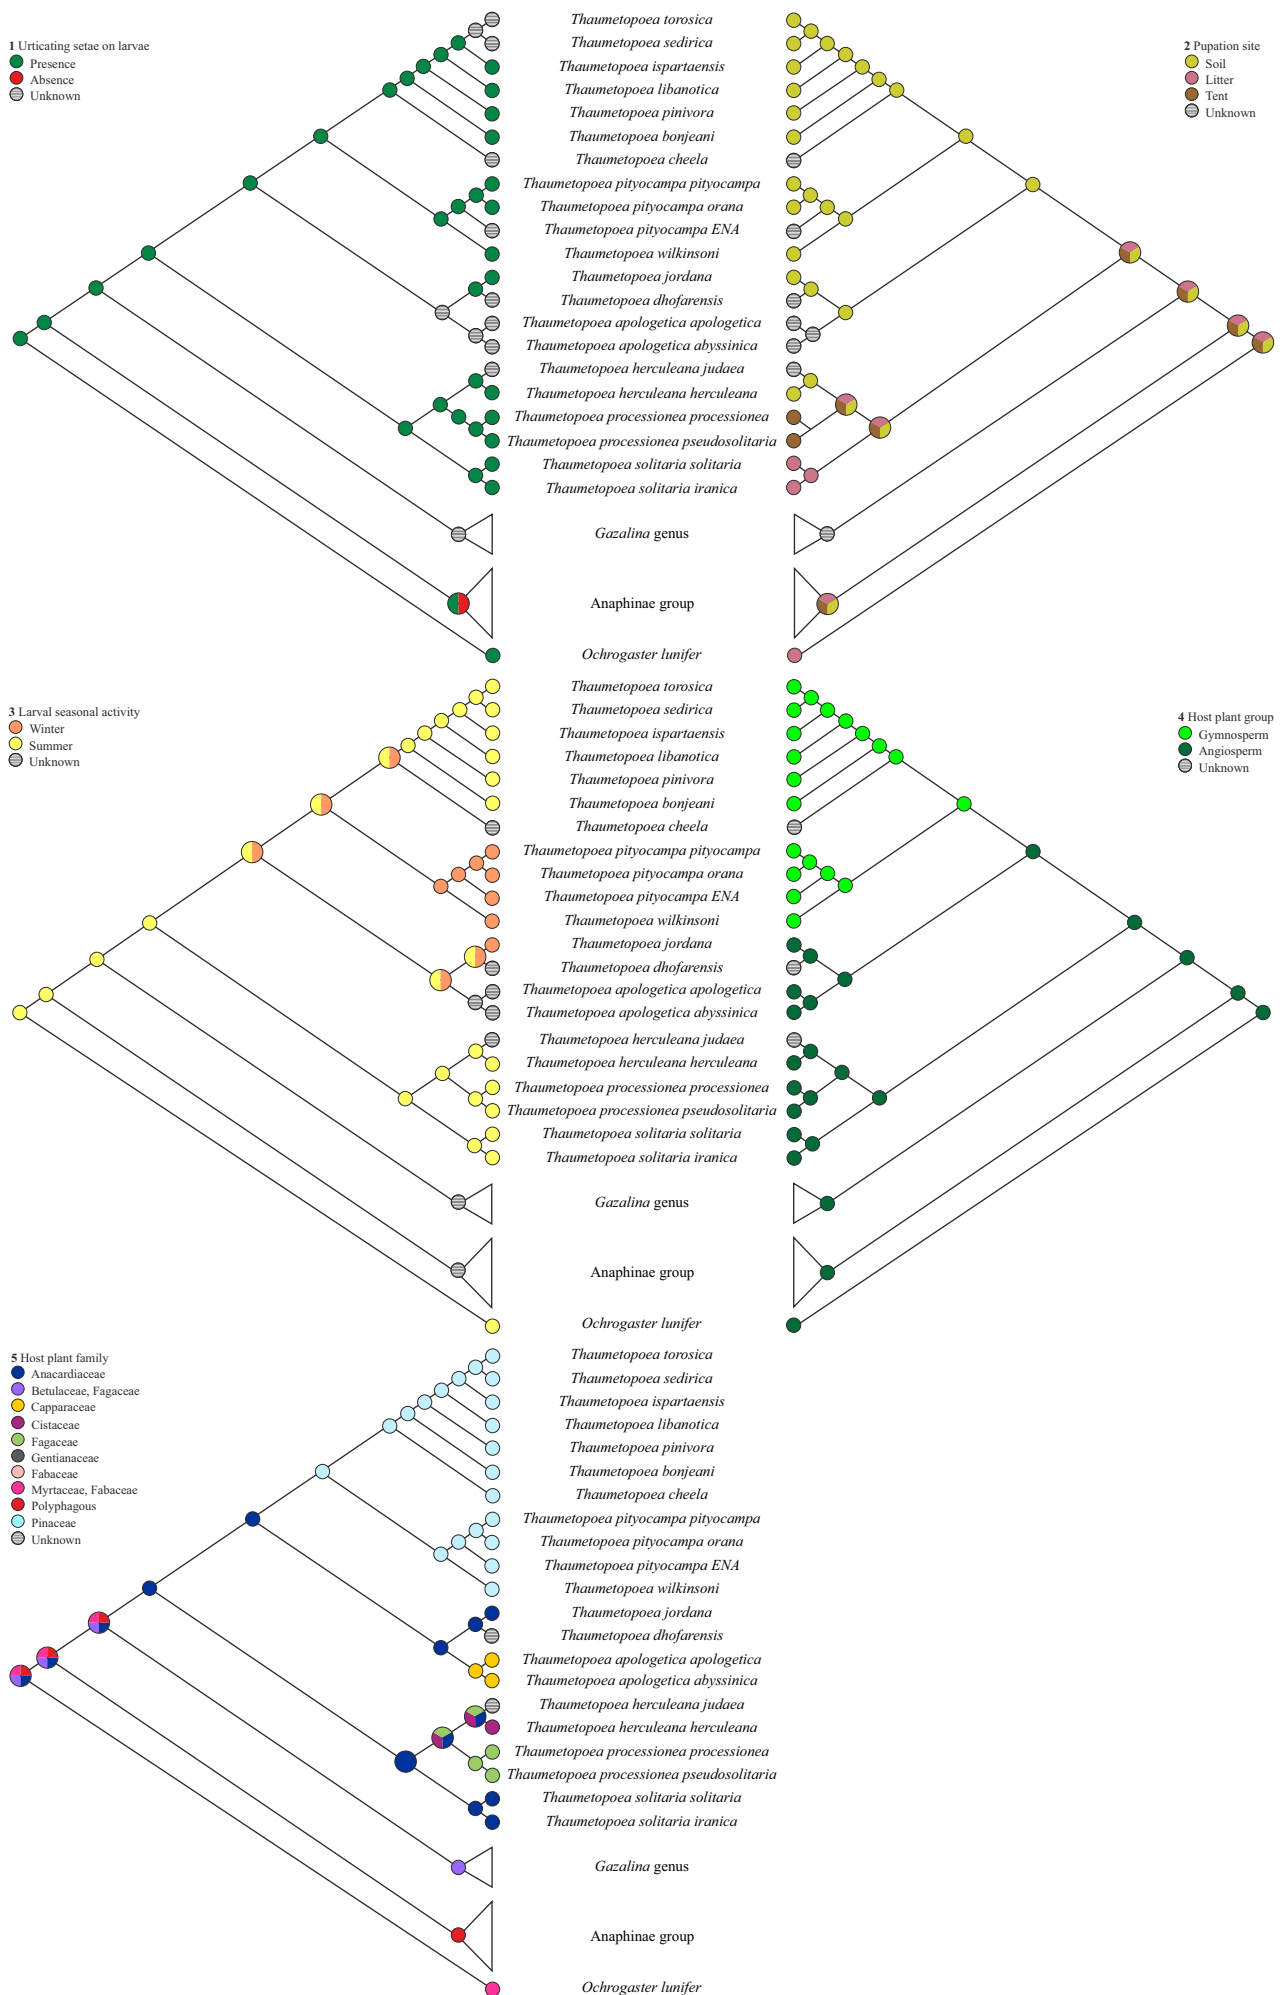 1 Urticating setae on larvae
Presence
Absence
Unknown
2 Pupation site
Soil
Litter
Tent
Unknown
Thaumetopoea torosica
Thaumetopoea sedirica
Thaumetopoea ispartaensis
Thaumetopoea libanotica
Thaumetopoea pinivora
Thaumetopoea bonjeani
Thaumetopoea cheela
Thaumetopoea pityocampa pityocampa
Thaumetopoea pityocampa orana
Thaumetopoea pityocampa ENA
Thaumetopoea wilkinsoni
Thaumetopoea jordana
Thaumetopoea dhofarensis
Thaumetopoea apologetica apologetica
Thaumetopoea apologetica abyssinica
Thaumetopoea herculeana judaea
Thaumetopoea herculeana herculeana
Thaumetopoea processionea processionea
Thaumetopoea processionea pseudosolitaria
Thaumetopoea solitaria solitaria
Thaumetopoea solitaria iranica
Gazalina genus
Anaphinae group
Ochrogaster lunifer
3 Larval seasonal activity
Winter
Summer
Unknown
4 Host plant group
Gymnosperm
Angiosperm
Unknown
Thaumetopoea torosica
Thaumetopoea sedirica
Thaumetopoea ispartaensis
Thaumetopoea libanotica
Thaumetopoea pinivora
Thaumetopoea bonjeani
Thaumetopoea cheela
Thaumetopoea pityocampa pityocampa
Thaumetopoea pityocampa orana
Thaumetopoea pityocampa ENA
Thaumetopoea wilkinsoni
Thaumetopoea jordana
Thaumetopoea dhofarensis
Thaumetopoea apologetica apologetica
Thaumetopoea apologetica abyssinica
Thaumetopoea herculeana judaea
Thaumetopoea herculeana herculeana
Thaumetopoea processionea processionea
Thaumetopoea processionea pseudosolitaria
Thaumetopoea solitaria solitaria
Thaumetopoea solitaria iranica
Gazalina genus
Anaphinae group
Ochrogaster lunifer
5 Host plant family
Anacardiaceae
Betulaceae, Fagaceae
Capparaceae
Cistaceae
Fagaceae
Gentianaceae
Fabaceae
Myrtaceae, Fabaceae
Polyphagous
Pinaceae
Unknown
Thaumetopoea torosica
Thaumetopoea sedirica
Thaumetopoea ispartaensis
Thaumetopoea libanotica
Thaumetopoea pinivora
Thaumetopoea bonjeani
Thaumetopoea cheela
Thaumetopoea pityocampa pityocampa
Thaumetopoea pityocampa orana
Thaumetopoea pityocampa ENA
Thaumetopoea wilkinsoni
Thaumetopoea jordana
Thaumetopoea dhofarensis
Thaumetopoea apologetica apologetica
Thaumetopoea apologetica abyssinica
Thaumetopoea herculeana judaea
Thaumetopoea herculeana herculeana
Thaumetopoea processionea processionea
Thaumetopoea processionea pseudosolitaria
Thaumetopoea solitaria solitaria
Thaumetopoea solitaria iranica
Gazalina genus
Anaphinae group
Ochrogaster lunifer